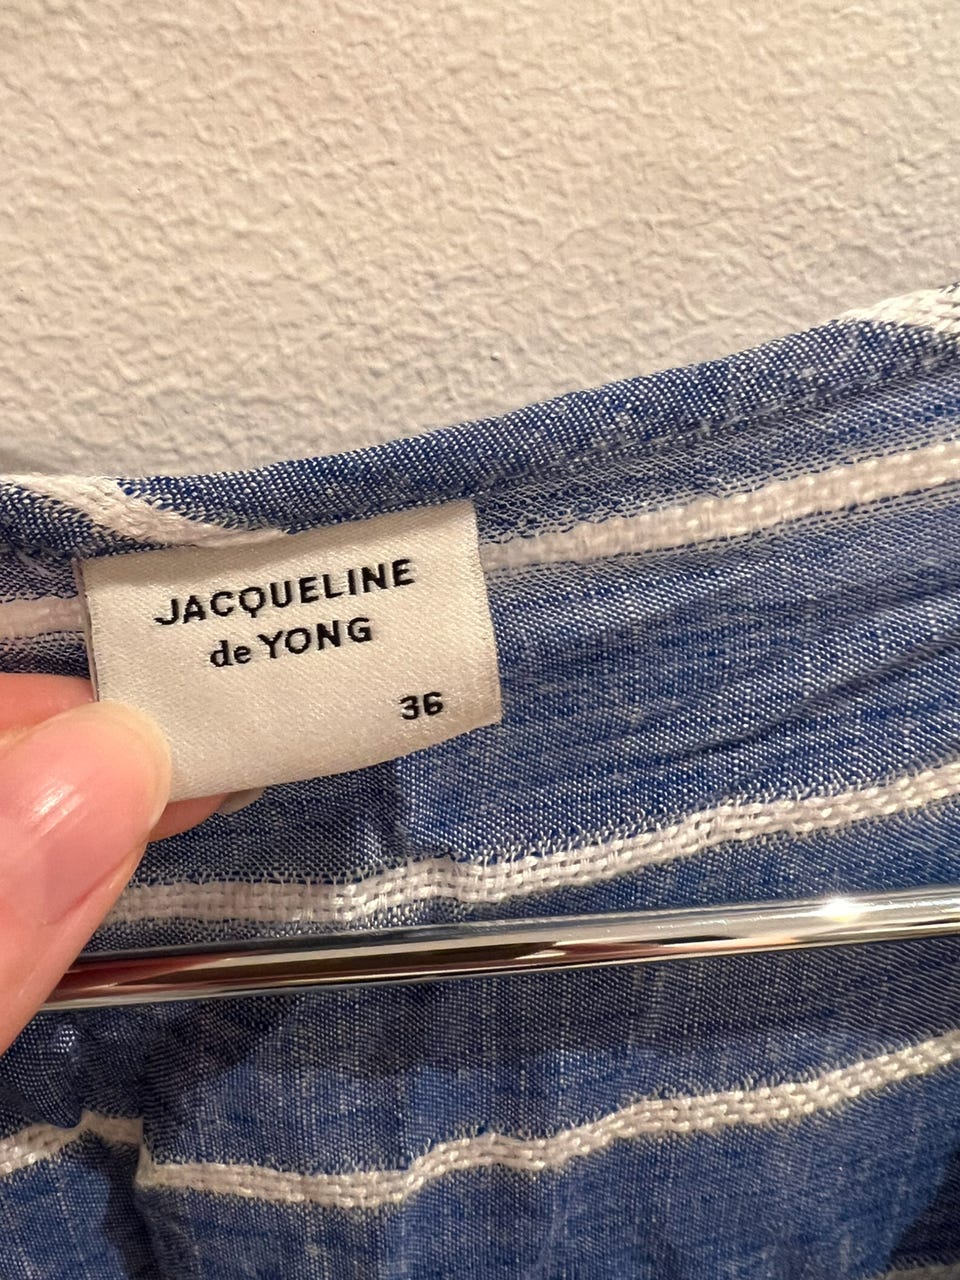 JACQUELINE
de YONG
36